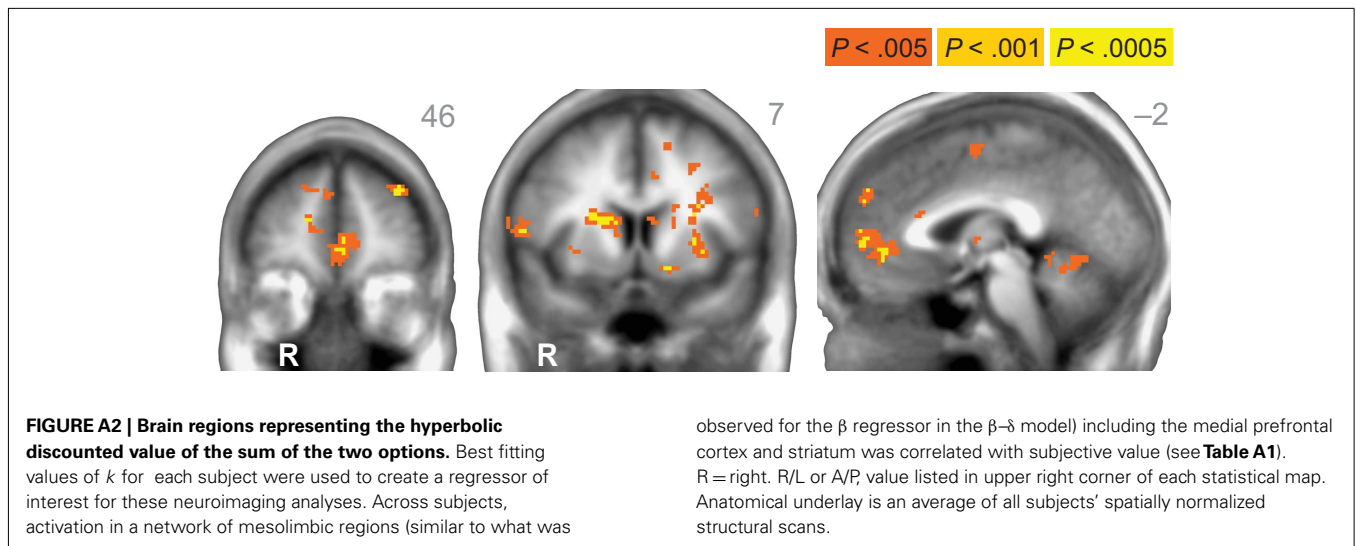 P < .005 P < .001 P < .0005
46
7
–2
R
R
FIGURE A2 | Brain regions representing the hyperbolic
discounted value of the sum of the two options. Best fitting
values of k for each subject were used to create a regressor of
interest for these neuroimaging analyses. Across subjects,
activation in a network of mesolimbic regions (similar to what was
observed for the β regressor in the β–δ model) including the medial prefrontal
cortex and striatum was correlated with subjective value (see Table A1).
R = right. R/L or A/P, value listed in upper right corner of each statistical map.
Anatomical underlay is an average of all subjects' spatially normalized
structural scans.